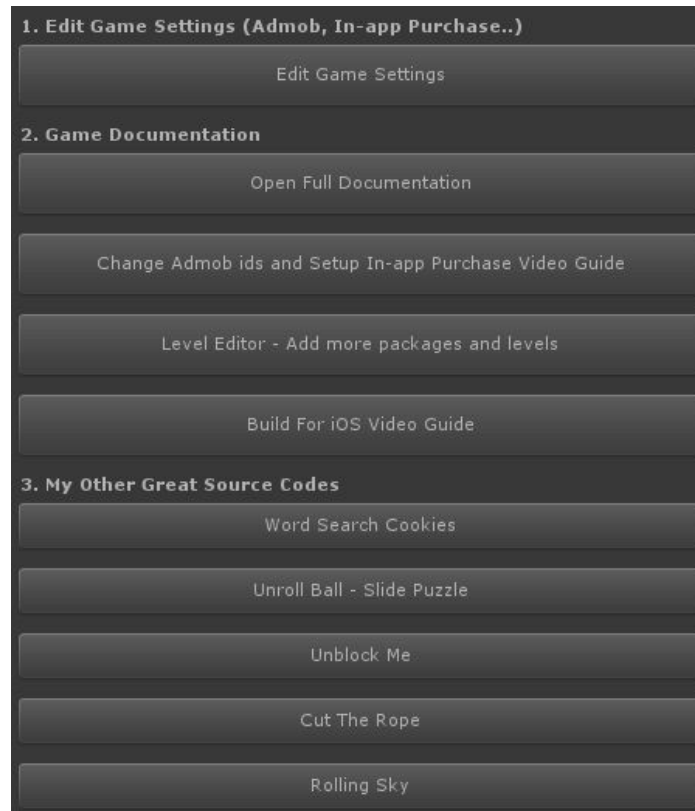 1. Edit Game Settings (Admob, In-app Purchase..)
Edit Game Settings
2. Game Documentation
Open Full Documentation
Change Admob ids and Setup In-app Purchase Video Guide
Level Editor - Add more packages and levels
Build For iOS Video Guide
3. My Other Great Source Codes
Word Search Cookies
Unroll Ball - Slide Puzzle
Unblock Me
Cut The Rope
Rolling Sky